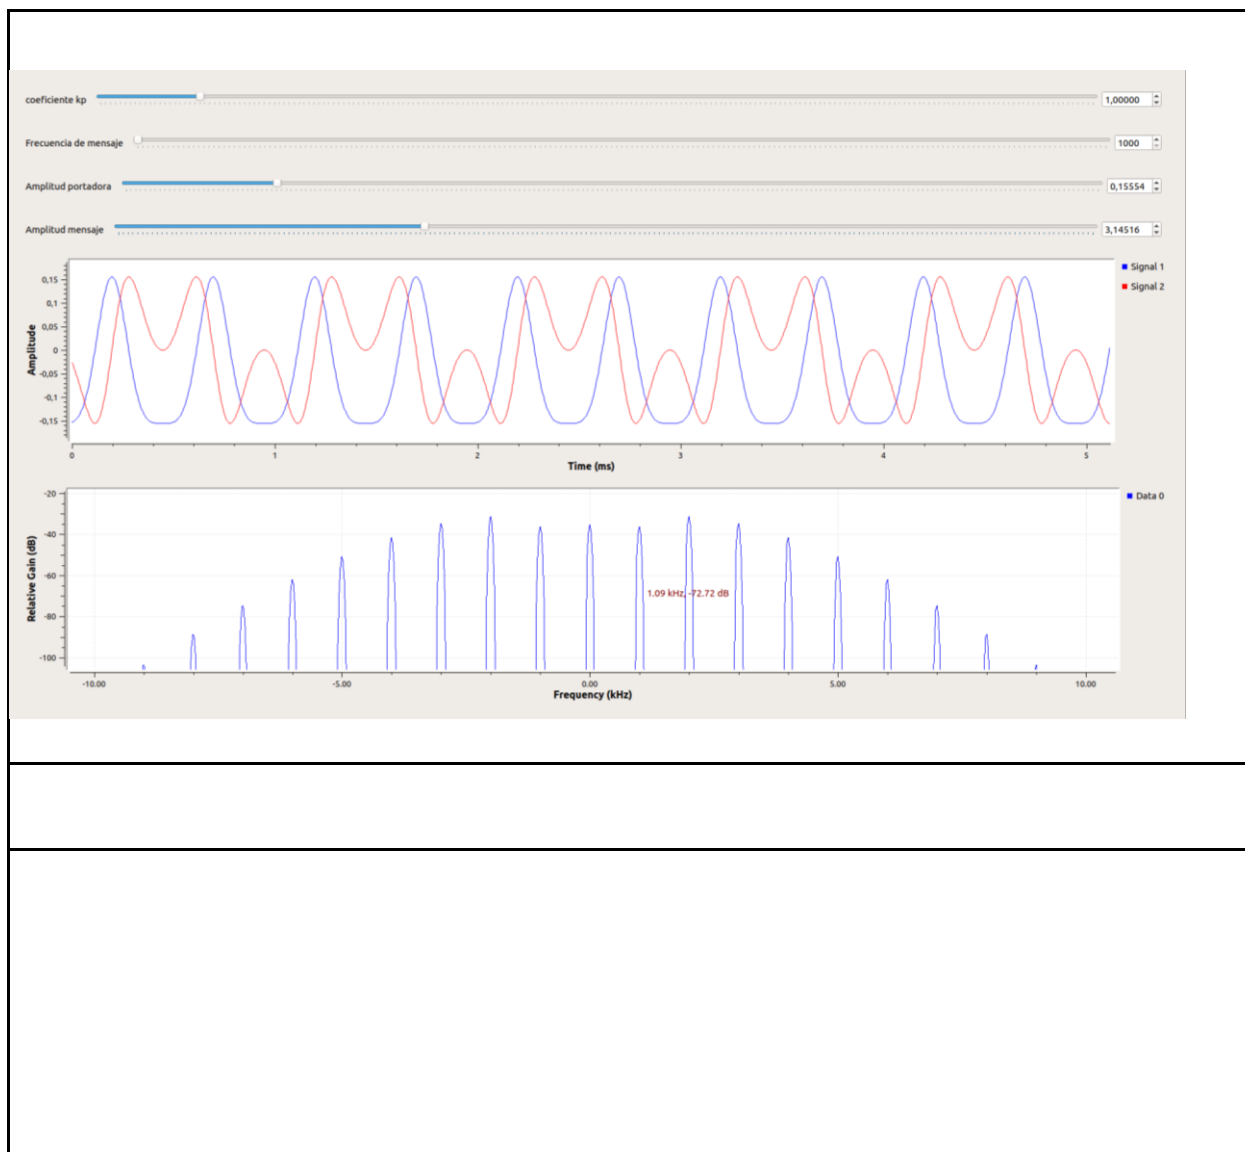 coeficiente kp 1,00000
Frecuencia de mensaje 1000
Amplitud portadora 0,15554
Amplitud mensaje 3,14516
Signal 1
Signal 2
Amplitude
0,15
0,1
0,05
0
-0,05
-0,1
-0,15
0 1 2 3 4 5
Time (ms)
Data 0
Relative Gain (dB)
-20
-40
-60
-80
-100
1.09 kHz, -72.72 dB
-10.00 -5.00 0.00 5.00 10.00
Frequency (kHz)